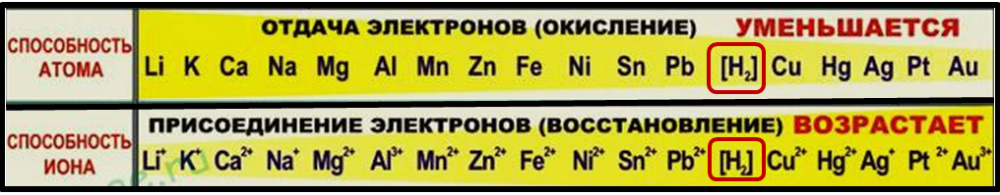 СПОСОБНОСТЬ АТОМА
ОТДАЧА ЭЛЕКТРОНОВ (ОКИСЛЕНИЕ) УМЕНЬШАЕТСЯ
Li K Ca Na Mg Al Mn Zn Fe Ni Sn Pb [H₂] Cu Hg Ag Pt Au
СПОСОБНОСТЬ ИОНА
ПРИСОЕДИНЕНИЕ ЭЛЕКТРОНОВ (ВОССТАНОВЛЕНИЕ) ВОЗРАСТАЕТ
Li⁺ K⁺ Ca²⁺ Na⁺ Mg²⁺ Al³⁺ Mn²⁺ Zn²⁺ Fe²⁺ Ni²⁺ Sn²⁺ Pb²⁺ [H₂] Cu²⁺ Hg²⁺ Ag⁺ Pt ²⁺ Au³⁺